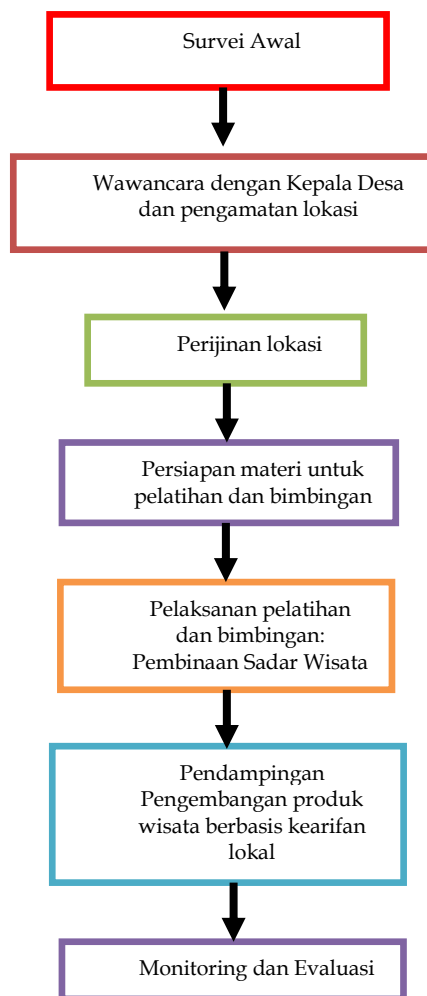 Survei Awal
Wawancara dengan Kepala Desa
dan pengamatan lokasi
Perijinan lokasi
Persiapan materi untuk
pelatihan dan bimbingan
Pelaksanan pelatihan
dan bimbingan:
Pembinaan Sadar Wisata
Pendampingan
Pengembangan produk
wisata berbasis kearifan
lokal
Monitoring dan Evaluasi